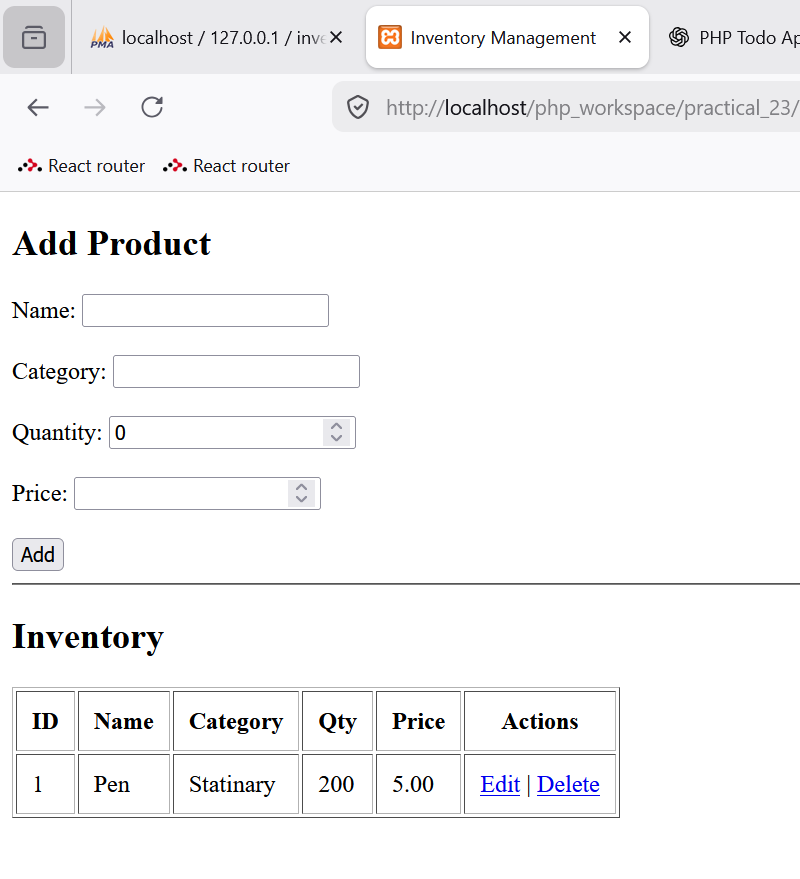 PMA localhost / 127.0.0.1 / inve Inventory Management PHP Todo Ap
http://localhost/php_workspace/practical_23/
React router React router
Add Product
Name:
Category:
Quantity: 0
Price:
Add
Inventory
ID Name Category Qty Price Actions
1 Pen Statinary 200 5.00 Edit | Delete